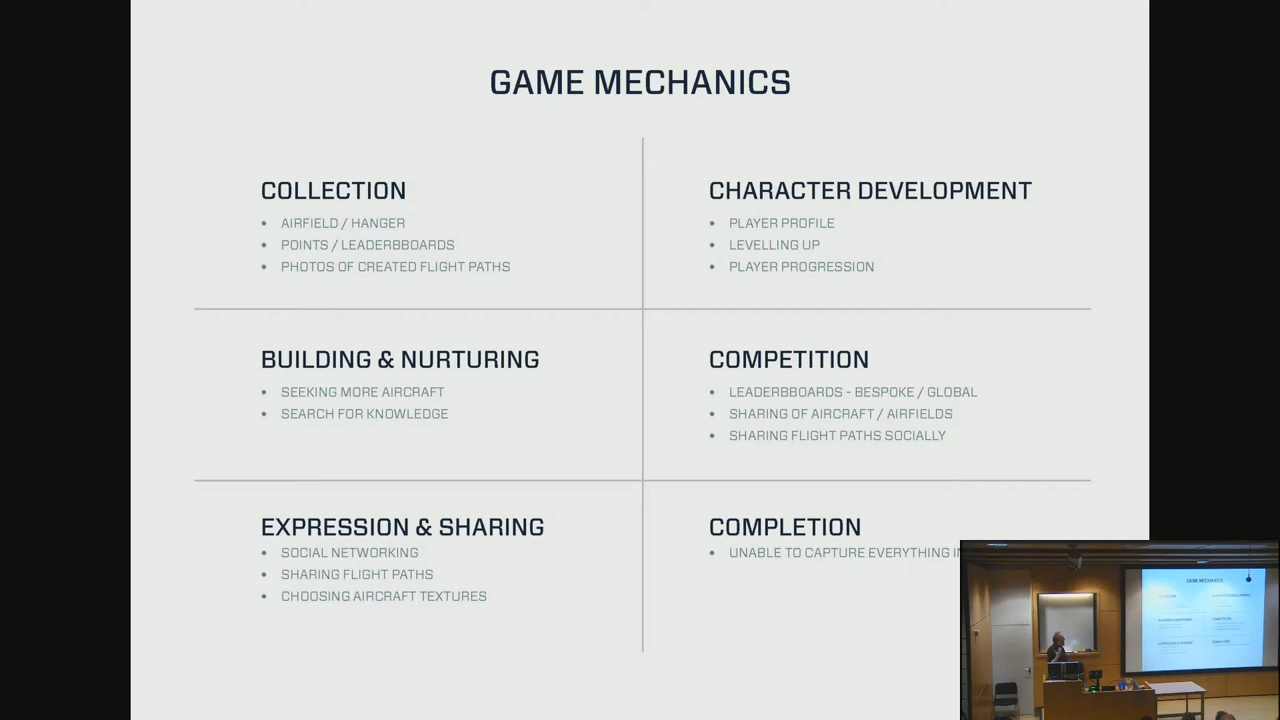 GAME MECHANICS
COLLECTION
• AIRFIELD / HANGER
• POINTS / LEADERBBOARDS
• PHOTOS OF CREATED FLIGHT PATHS
CHARACTER DEVELOPMENT
• PLAYER PROFILE
• LEVELLING UP
• PLAYER PROGRESSION
BUILDING & NURTURING
• SEEKING MORE AIRCRAFT
• SEARCH FOR KNOWLEDGE
COMPETITION
• LEADERBBOARDS - BESPOKE / GLOBAL
• SHARING OF AIRCRAFT / AIRFIELDS
• SHARING FLIGHT PATHS SOCIALLY
EXPRESSION & SHARING
• SOCIAL NETWORKING
• SHARING FLIGHT PATHS
• CHOOSING AIRCRAFT TEXTURES
COMPLETION
• UNABLE TO CAPTURE EVERYTHING
GAME MECHANICS